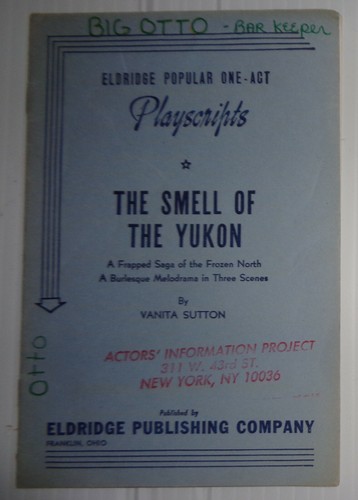 BIG OTTO - BAR KEEPER
ELDRIDGE POPULAR ONE-ACT
Playscripts
THE SMELL OF
THE YUKON
A Frapped Saga of the Frozen North
A Burlesque Melodrama in Three Scenes
By
VANITA SUTTON
Otto
ACTORS' INFORMATION PROJECT
311 W. 43rd ST.
NEW YORK, NY 10036
Published by
ELDRIDGE PUBLISHING COMPANY
FRANKLIN, OHIO